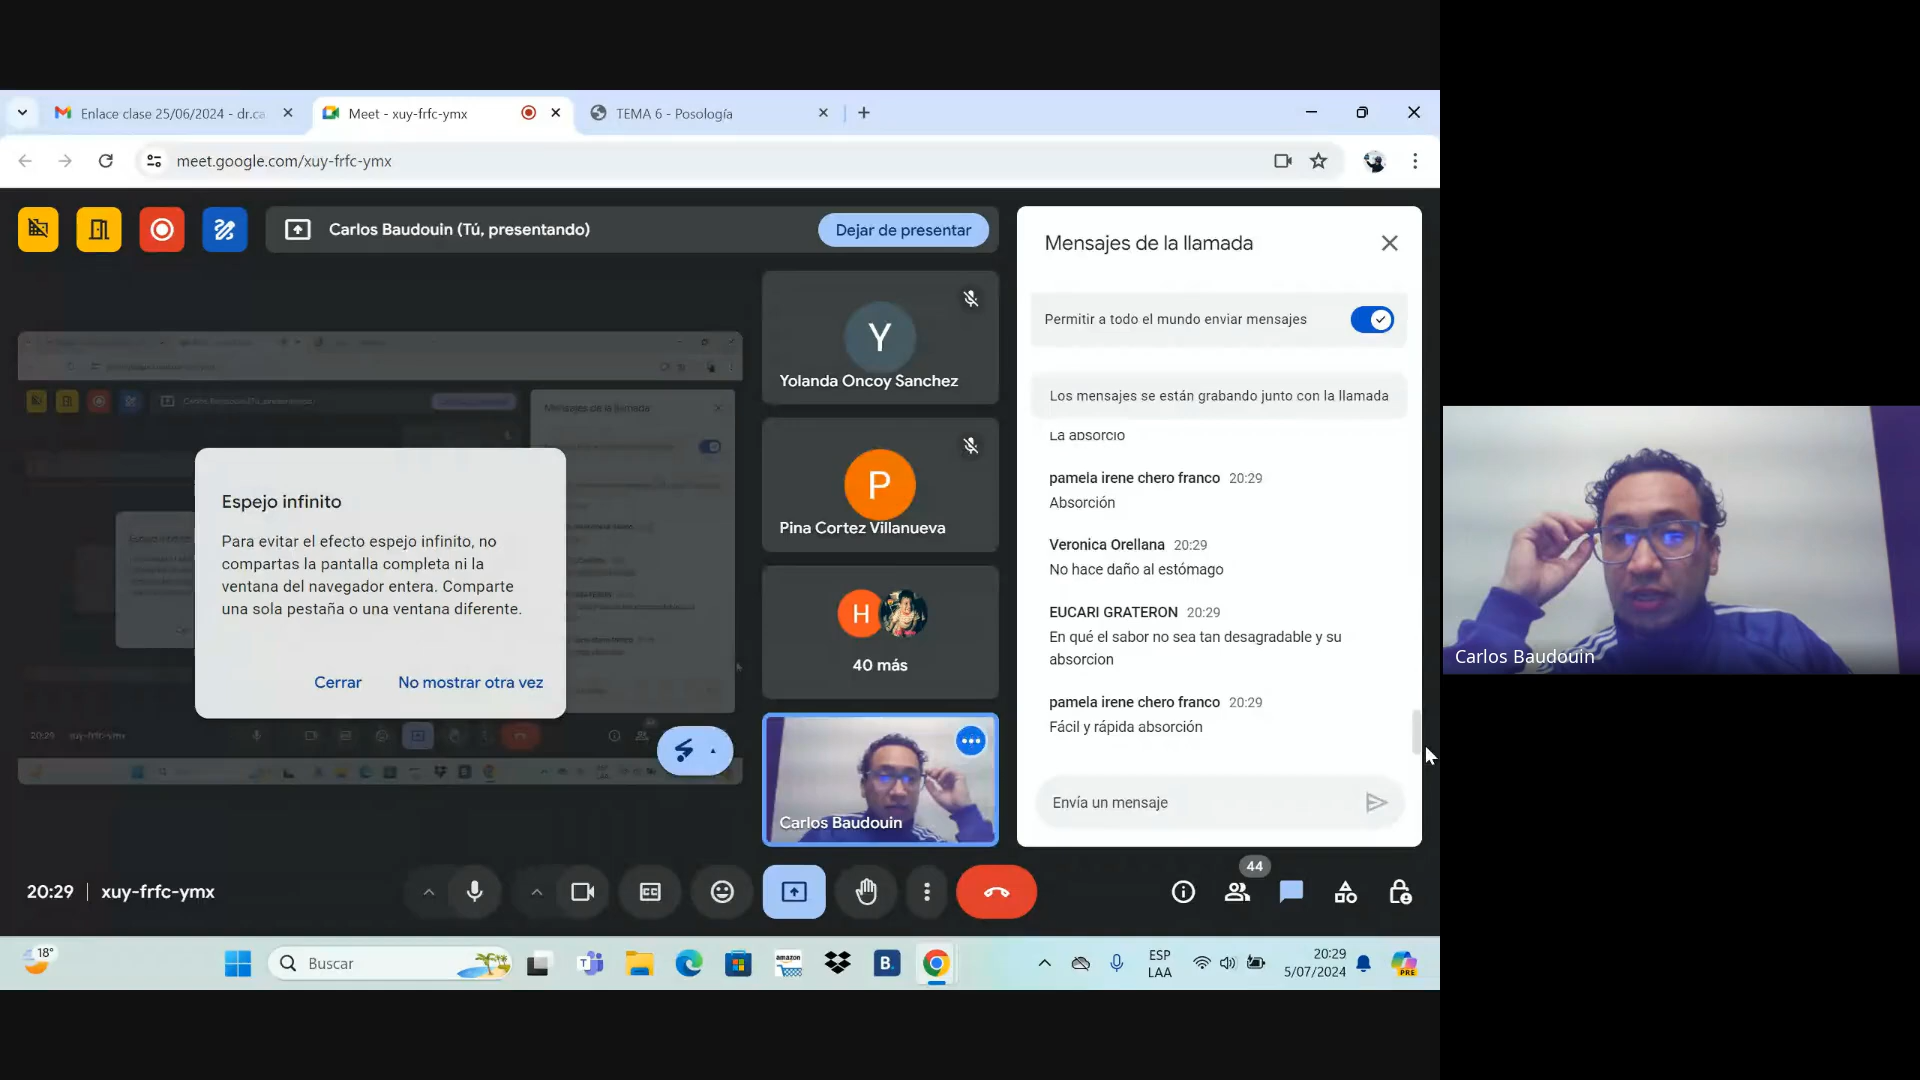 Enlace clase 25/06/2024 - dr.ca
Meet - xuy-frfc-ymx
TEMA 6 - Posología
meet.google.com/xuy-frfc-ymx
Carlos Baudouin (Tú, presentando)
Dejar de presentar
Yolanda Oncoy Sanchez
Y
Pina Cortez Villanueva
P
H
40 más
Carlos Baudouin
Espejo infinito
Para evitar el efecto espejo infinito, no
compartas la pantalla completa ni la
ventana del navegador entera. Comparte
una sola pestaña o una ventana diferente.
Cerrar
No mostrar otra vez
Mensajes de la llamada
Permitir a todo el mundo enviar mensajes
Los mensajes se están grabando junto con la llamada
La absorcio
pamela irene chero franco 20:29
Absorción
Veronica Orellana 20:29
No hace daño al estómago
EUCARI GRATERON 20:29
En qué el sabor no sea tan desagradable y su
absorcion
pamela irene chero franco 20:29
Fácil y rápida absorción
Envía un mensaje
20:29 | xuy-frfc-ymx
44
18°
Buscar
amazon
B.
ESP
LAA
20:29
5/07/2024
PRE
Carlos Baudouin